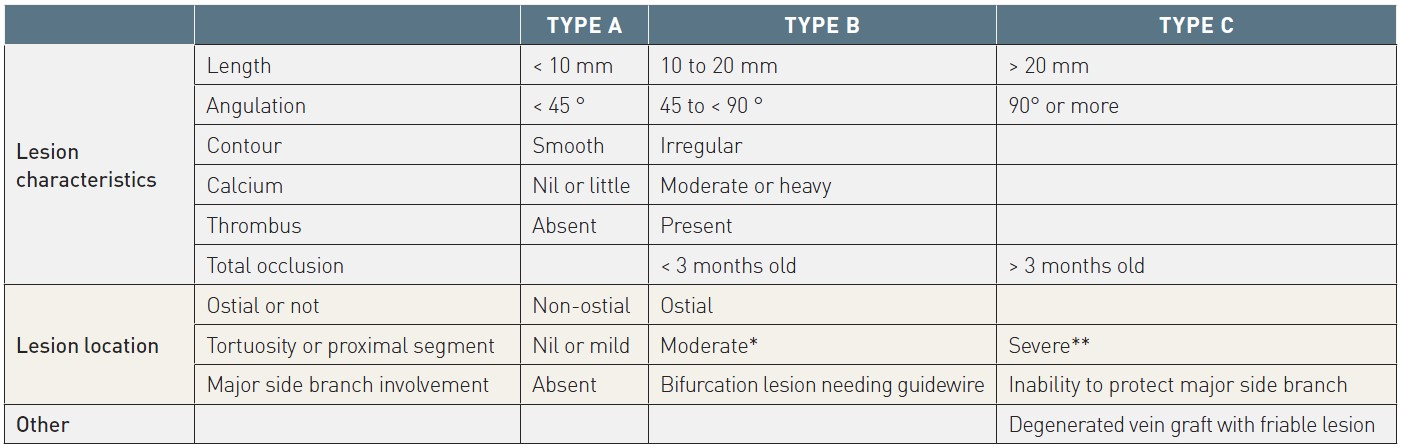 TYPE A TYPE B TYPE C
Lesion characteristics
Length < 10 mm 10 to 20 mm > 20 mm
Angulation < 45 ° 45 to < 90 ° 90° or more
Contour Smooth Irregular
Calcium Nil or little Moderate or heavy
Thrombus Absent Present
Total occlusion < 3 months old > 3 months old
Lesion location
Ostial or not Non-ostial Ostial
Tortuosity or proximal segment Nil or mild Moderate* Severe**
Major side branch involvement Absent Bifurcation lesion needing guidewire Inability to protect major side branch
Other Degenerated vein graft with friable lesion